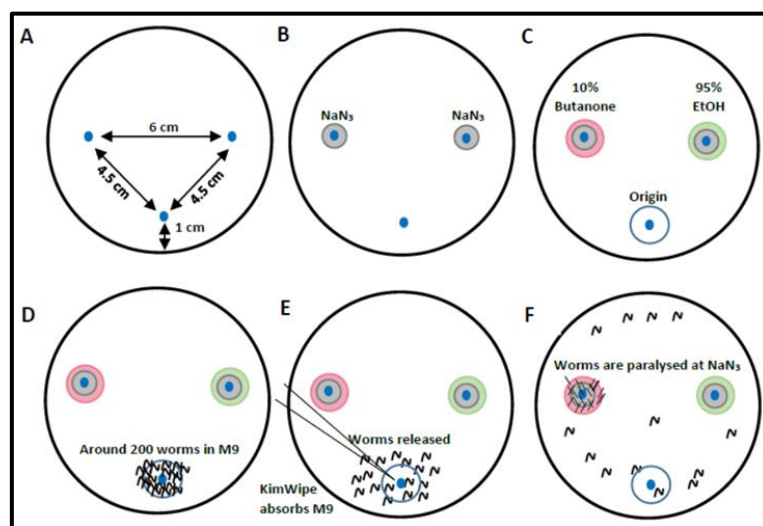 A
6 cm
4.5 cm
4.5 cm
1 cm
B
NaN₃
NaN₃
C
10%
Butanone
95%
EtOH
Origin
D
Around 200 worms in M9
E
Worms released
KimWipe
absorbs M9
F
Worms are paralysed at NaN₃